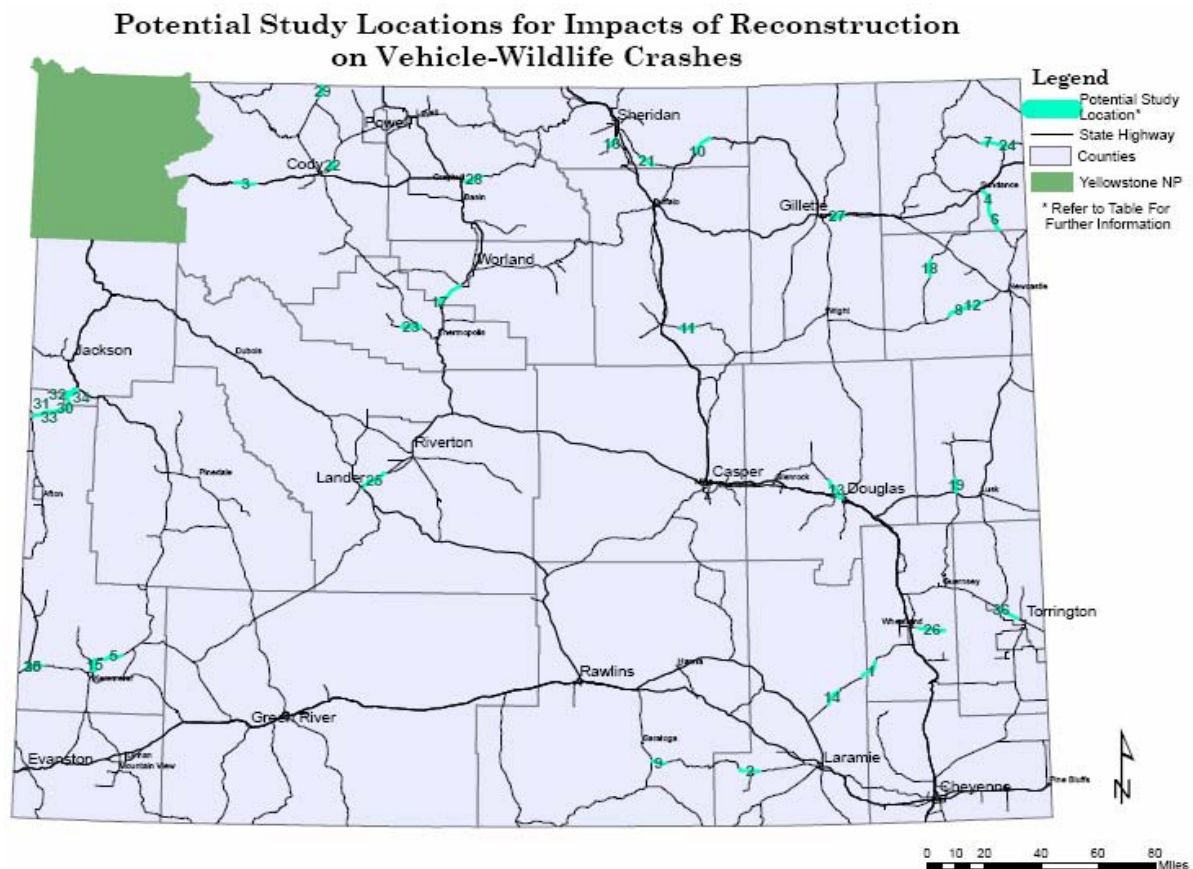 Potential Study Locations for Impacts of Reconstruction
on Vehicle-Wildlife Crashes
Legend
Potential Study
Location*
State Highway
Counties
Yellowstone NP
* Refer to Table For
Further Information
29
Powell
Lovell
Sheridan
16
21
10
7
24
Cody
22
3
28
Basin
Buffalo
Gillette
27
Sundance
4
6
Worland
18
17
Newcastle
8
12
23
Thermopolis
11
Wright
Dubois
Jackson
32
34
31
30
33
Riverton
Pinedale
Lander
25
Casper
Glenrock
13
Douglas
19
Lusk
Afton
Guernsey
36
Torrington
Wheatland
26
5
15
Kemmerer
Rawlins
Hanna
1
14
Green River
Saratoga
Evanston
Lyman
Mountain View
9
2
Laramie
Cheyenne
Pine Bluffs
N
0 10 20 40 60 80
Miles